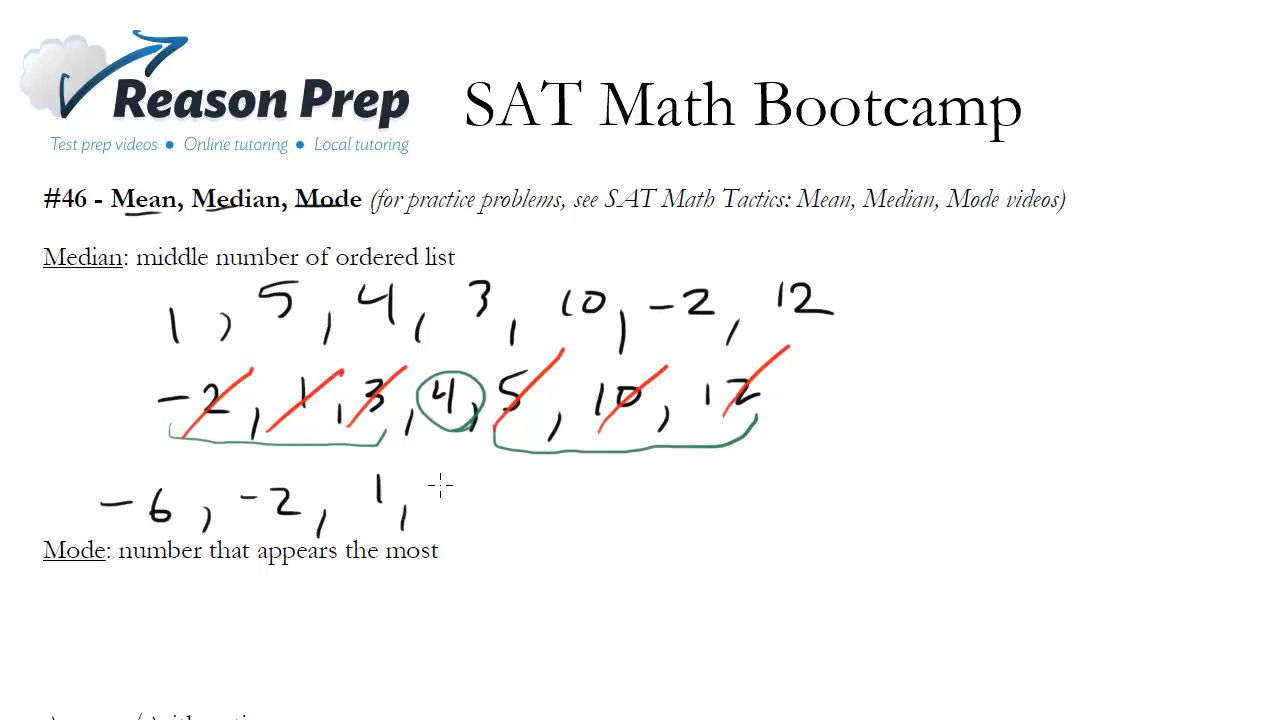 Reason Prep
Test prep videos ● Online tutoring ● Local tutoring
SAT Math Bootcamp
#46 - Mean, Median, Mode (for practice problems, see SAT Math Tactics: Mean, Median, Mode videos)
Median: middle number of ordered list
1, 5, 4, 3, 10, -2, 12
-2, 1, 3, 4, 5, 10, 12
-6, -2, 1,
Mode: number that appears the most